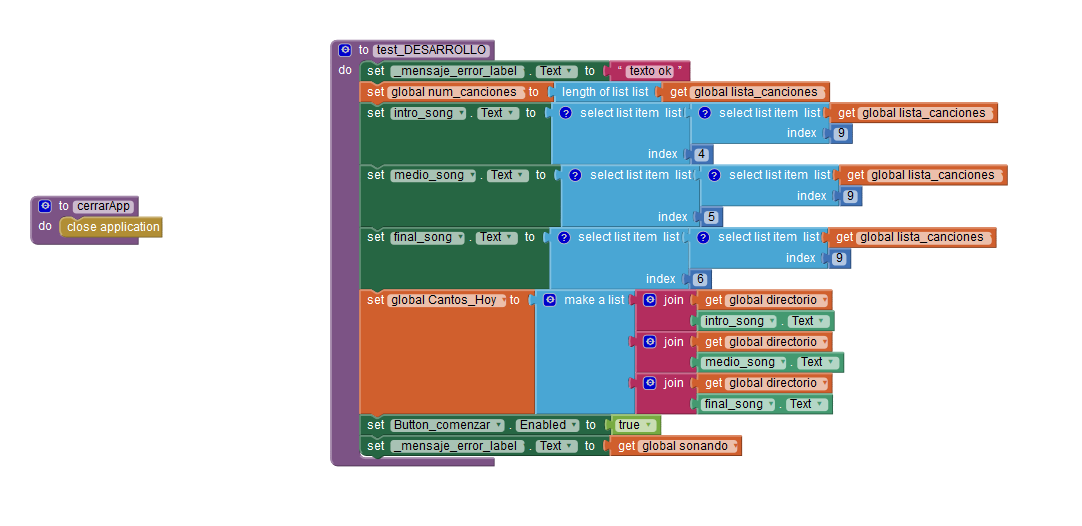 to test_DESARROLLO
do
set _mensaje_error_label . Text to " texto ok "
set global num_canciones to length of list list get global lista_canciones
set intro_song . Text to select list item list select list item list get global lista_canciones
index 9
index 4
set medio_song . Text to select list item list select list item list get global lista_canciones
index 9
index 5
to cerrarApp
do close application
set final_song . Text to select list item list select list item list get global lista_canciones
index 9
index 6
set global Cantos_Hoy to make a list join get global directorio
intro_song . Text
join get global directorio
medio_song . Text
join get global directorio
final_song . Text
set Button_comenzar . Enabled to true
set _mensaje_error_label . Text to get global sonando